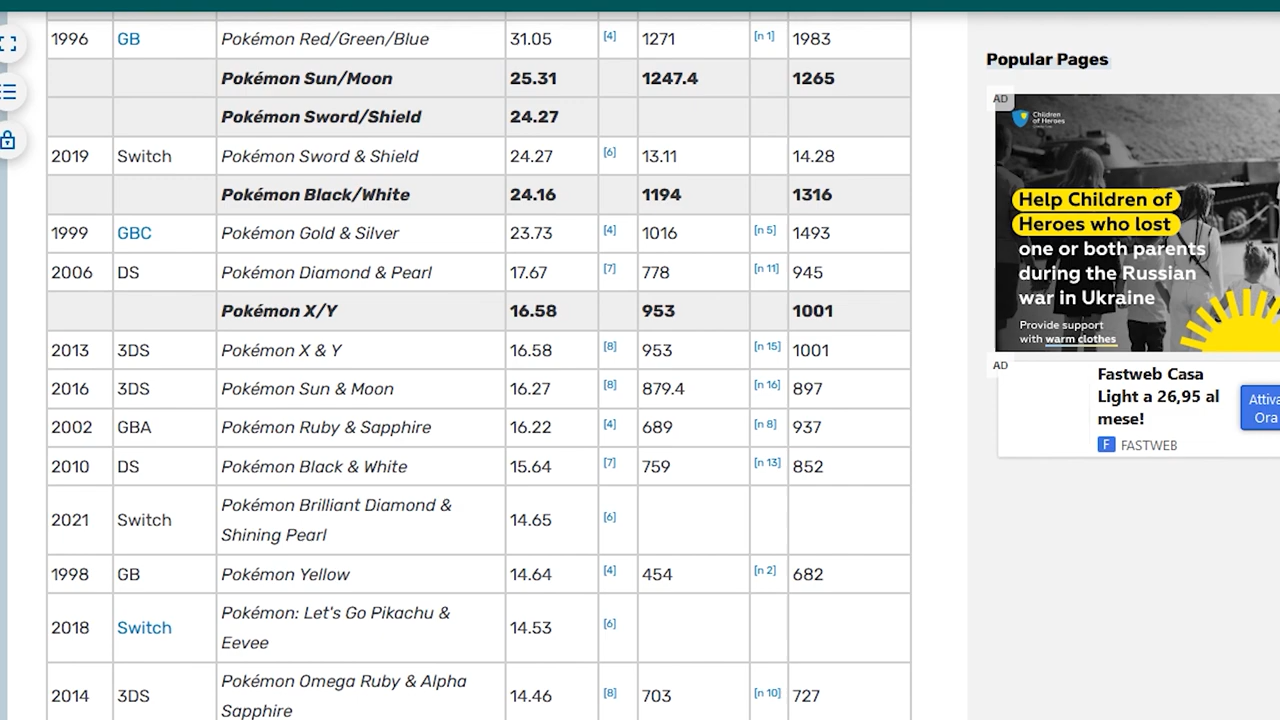 1996 GB Pokémon Red/Green/Blue 31.05 [4] 1271 [n 1] 1983
Pokémon Sun/Moon 25.31 1247.4 1265
Pokémon Sword/Shield 24.27
2019 Switch Pokémon Sword & Shield 24.27 [6] 13.11 14.28
Pokémon Black/White 24.16 1194 1316
1999 GBC Pokémon Gold & Silver 23.73 [4] 1016 [n 5] 1493
2006 DS Pokémon Diamond & Pearl 17.67 [7] 778 [n 11] 945
Pokémon X/Y 16.58 953 1001
2013 3DS Pokémon X & Y 16.58 [8] 953 [n 15] 1001
2016 3DS Pokémon Sun & Moon 16.27 [8] 879.4 [n 16] 897
2002 GBA Pokémon Ruby & Sapphire 16.22 [4] 689 [n 8] 937
2010 DS Pokémon Black & White 15.64 [7] 759 [n 13] 852
2021 Switch Pokémon Brilliant Diamond &
Shining Pearl 14.65 [6]
1998 GB Pokémon Yellow 14.64 [4] 454 [n 2] 682
2018 Switch Pokémon: Let's Go Pikachu &
Eevee 14.53 [6]
2014 3DS Pokémon Omega Ruby & Alpha
Sapphire 14.46 [8] 703 [n 10] 727
Popular Pages
AD
Children
of Heroes
Help Children of
Heroes who lost
one or both parents
during the Russian
war in Ukraine
Provide support
with warm clothes
AD
Fastweb Casa
Light a 26,95 al
mese!
F FASTWEB
Attiva
Ora